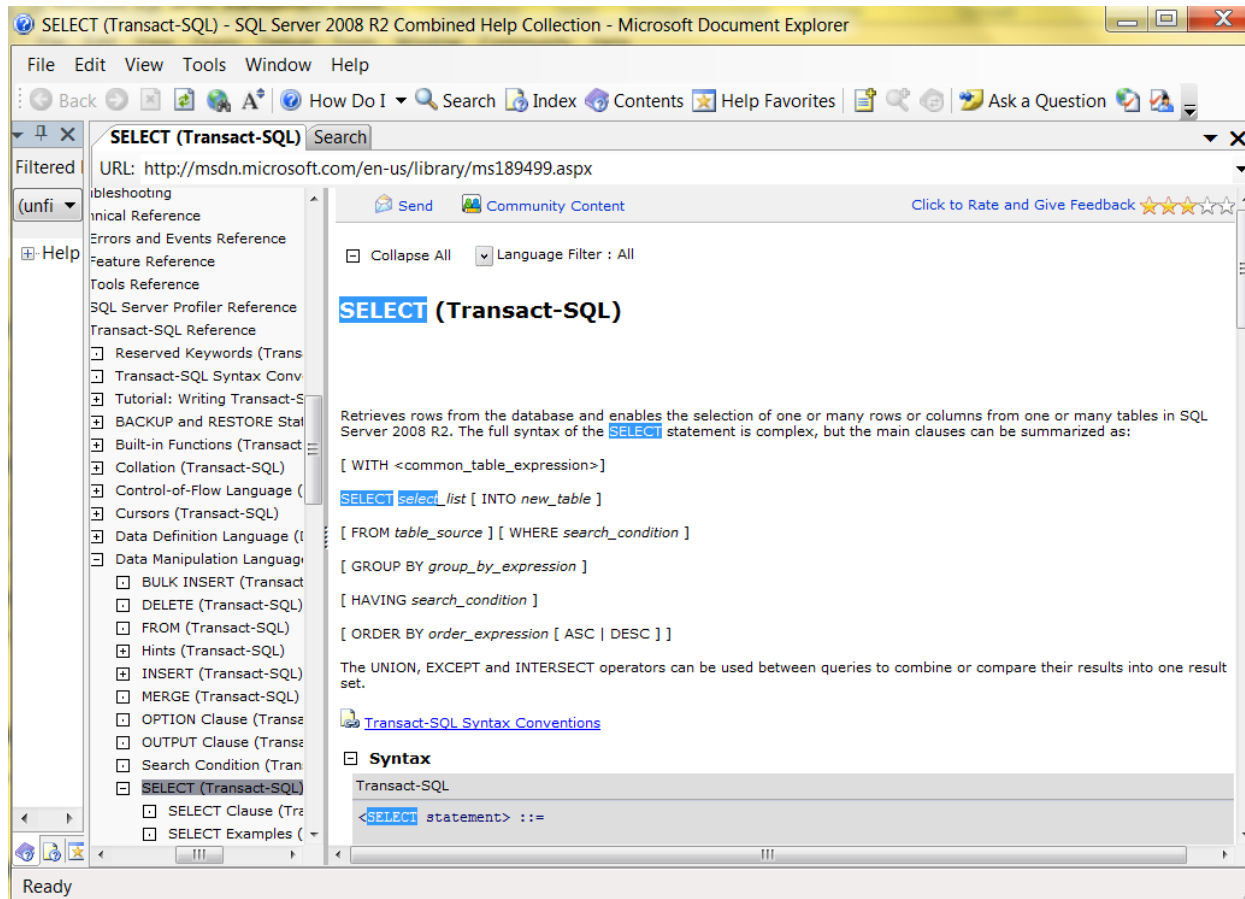 SELECT (Transact-SQL) - SQL Server 2008 R2 Combined Help Collection - Microsoft Document Explorer
File Edit View Tools Window Help
Back How Do I Search Index Contents Help Favorites Ask a Question
SELECT (Transact-SQL) Search
Filtered
URL: http://msdn.microsoft.com/en-us/library/ms189499.aspx
(unfi
Help
ubleshooting
hnical Reference
Errors and Events Reference
Feature Reference
Tools Reference
SQL Server Profiler Reference
Transact-SQL Reference
Reserved Keywords (Trans
Transact-SQL Syntax Conv
Tutorial: Writing Transact-S
BACKUP and RESTORE Stat
Built-in Functions (Transact
Collation (Transact-SQL)
Control-of-Flow Language (
Cursors (Transact-SQL)
Data Definition Language (
Data Manipulation Languag
BULK INSERT (Transact
DELETE (Transact-SQL)
FROM (Transact-SQL)
Hints (Transact-SQL)
INSERT (Transact-SQL)
MERGE (Transact-SQL)
OPTION Clause (Transa
OUTPUT Clause (Transa
Search Condition (Tran
SELECT (Transact-SQL)
SELECT Clause (Tra
SELECT Examples (
Send Community Content Click to Rate and Give Feedback
Collapse All Language Filter : All
SELECT (Transact-SQL)
Retrieves rows from the database and enables the selection of one or many rows or columns from one or many tables in SQL
Server 2008 R2. The full syntax of the SELECT statement is complex, but the main clauses can be summarized as:
[ WITH <common_table_expression>]
SELECT select_list [ INTO new_table ]
[ FROM table_source ] [ WHERE search_condition ]
[ GROUP BY group_by_expression ]
[ HAVING search_condition ]
[ ORDER BY order_expression [ ASC | DESC ] ]
The UNION, EXCEPT and INTERSECT operators can be used between queries to combine or compare their results into one result
set.
Transact-SQL Syntax Conventions
Syntax
Transact-SQL
<SELECT statement> ::=
Ready